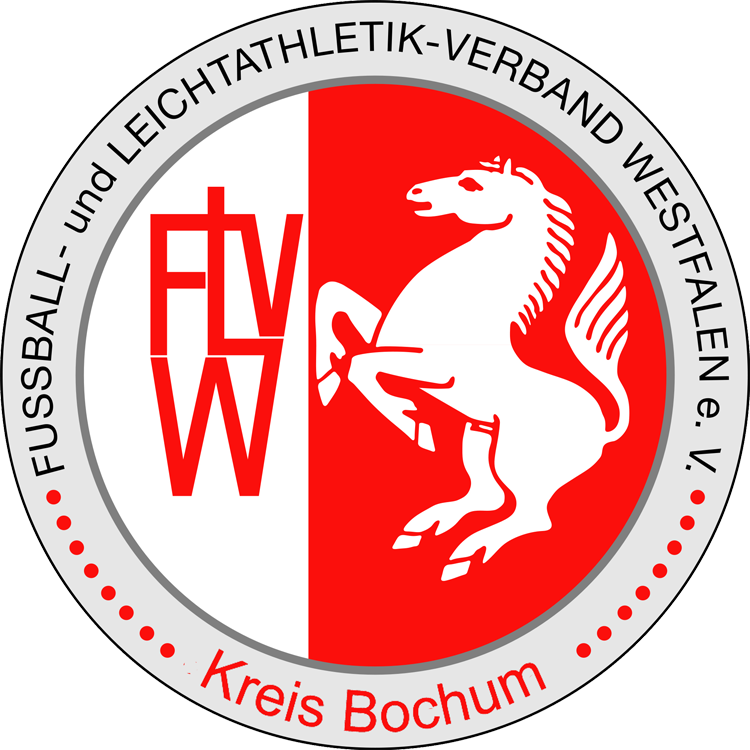 FUSSBALL- und LEICHTATHLETIK-VERBAND WESTFALEN e. V.
FLVW
Kreis Bochum